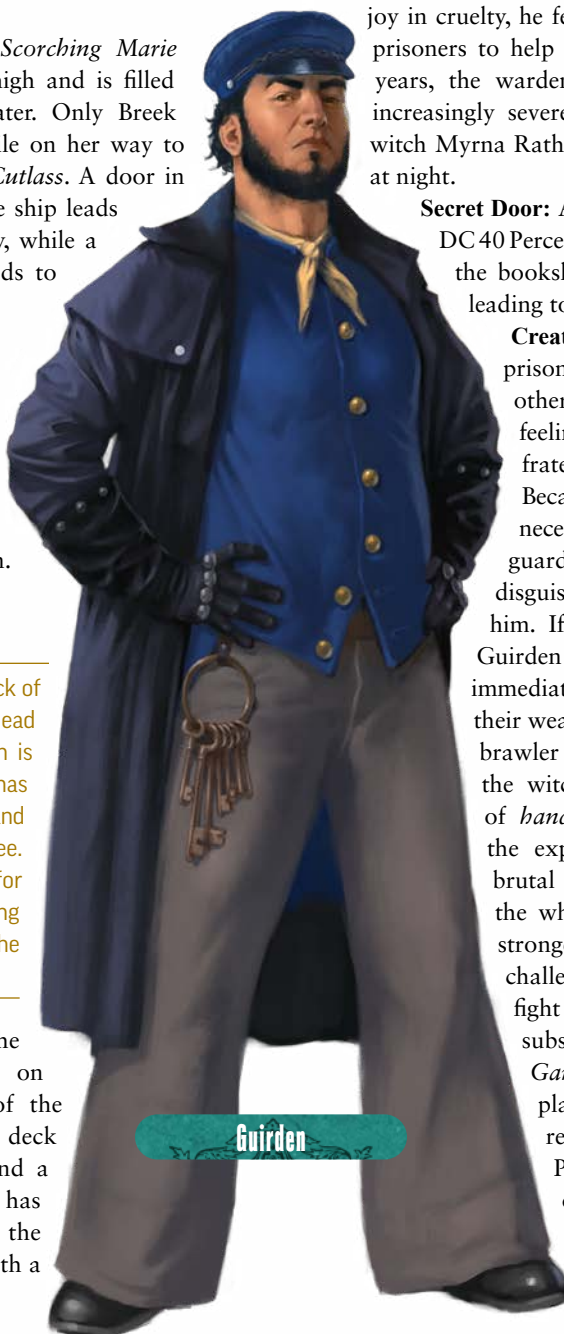 Scorching Marie
high and is filled
ater. Only Breek
ile on her way to
Cutlass. A door in
e ship leads
y, while a
ds to
n.
ck of
ead
n is
has
nd
ee.
for
ng
he
ne
on
of the
deck
nd a
has
the
th a
Guirden
joy in cruelty, he fe
prisoners to help
years, the warden
increasingly severe
witch Myrna Rath
at night.
Secret Door: A
DC 40 Perce
the booksh
leading to
Creat
prison
other
feelin
frate
Beca
nece
guard
disguis
him. If
Guirden
immediat
their wea
brawler
the witc
of hand
the exp
brutal
the wh
stronge
challe
fight
subs
Gar
pla
re
P